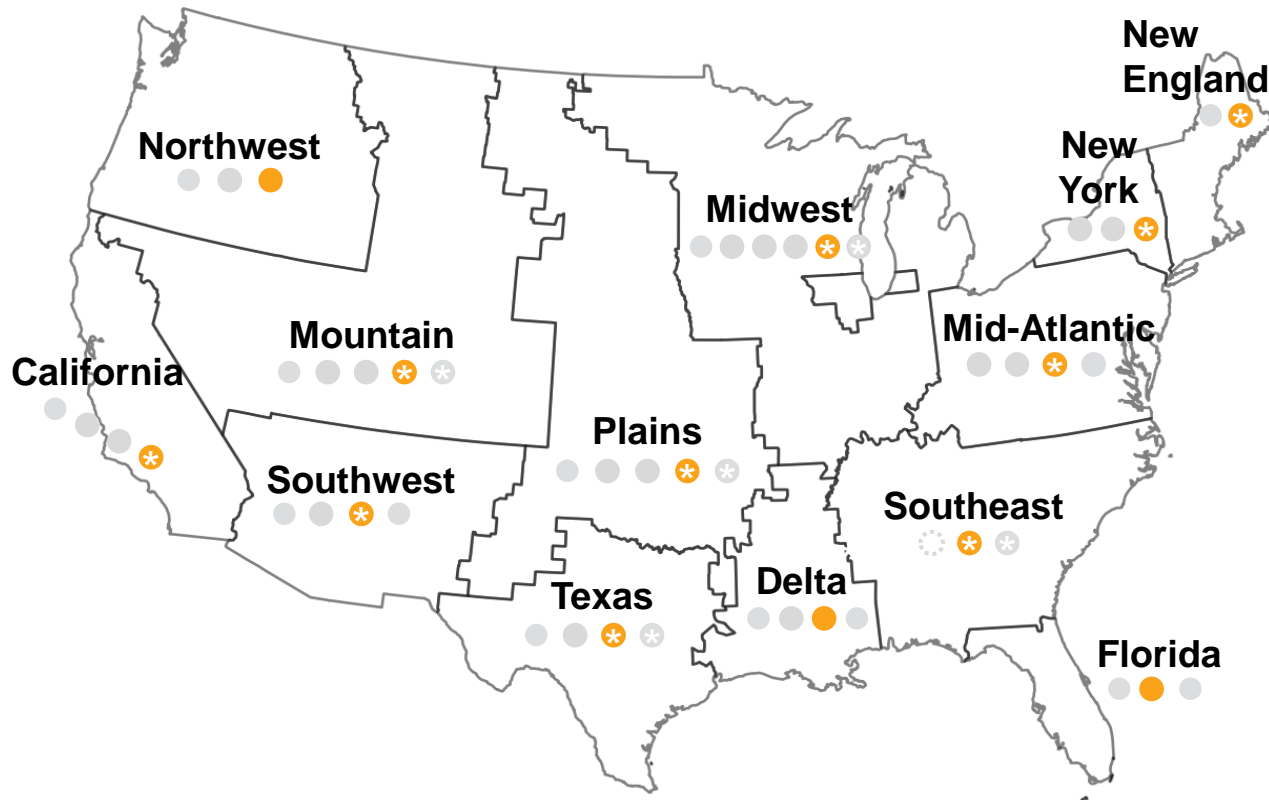 New
England
Northwest
New
York
Midwest
Mountain
Mid-Atlantic
California
Plains
Southwest
Southeast
Texas
Delta
Florida